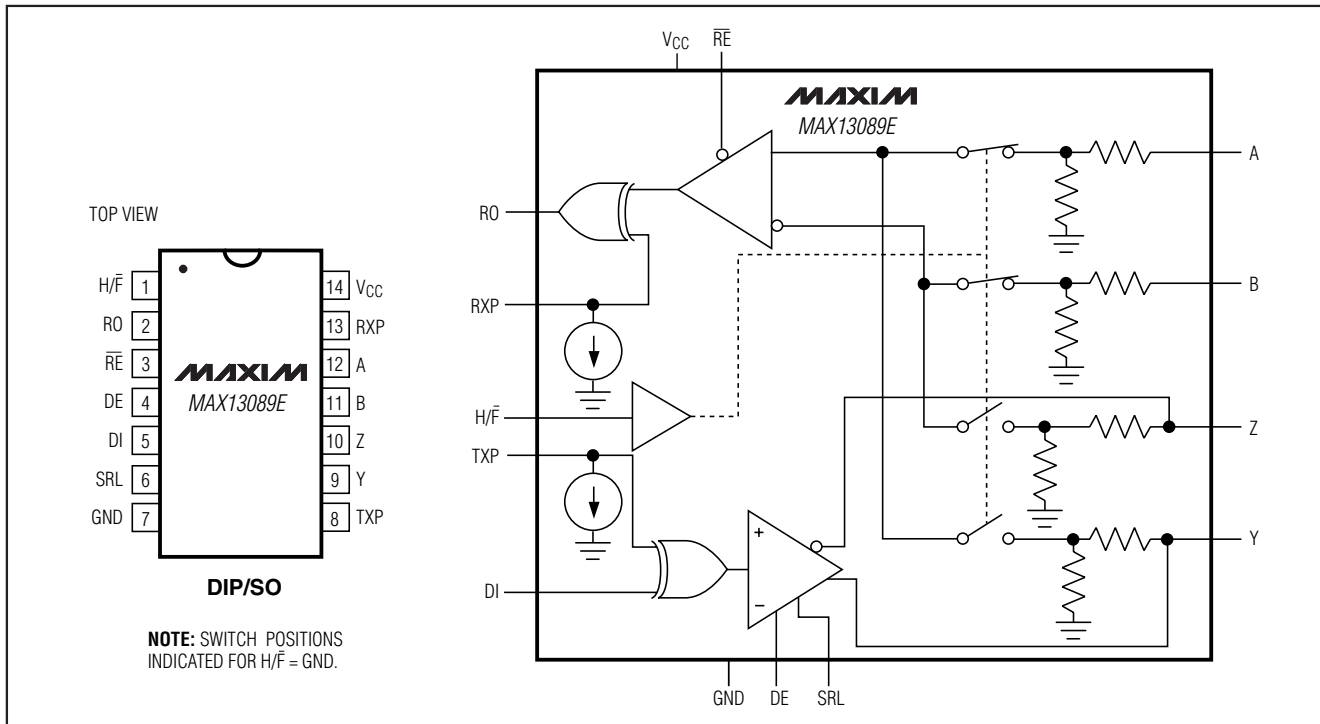 TOP VIEW
H/F̅ 1
RO 2
R̅E̅ 3
DE 4
DI 5
SRL 6
GND 7
14 VCC
13 RXP
12 A
11 B
10 Z
9 Y
8 TXP
MAXIM
MAX13089E
DIP/SO
NOTE: SWITCH POSITIONS
INDICATED FOR H/F̅ = GND.
VCC R̅E̅
MAXIM
MAX13089E
RO
RXP
H/F̅
TXP
DI
A
B
Z
Y
+
−
GND DE SRL